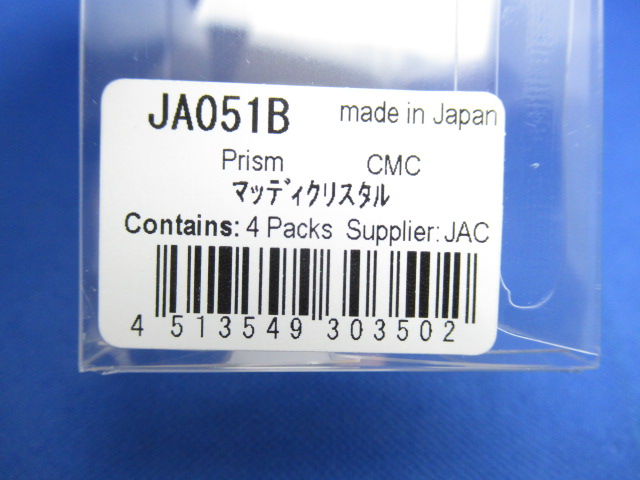 JA051B made in Japan
Prism CMC
ﾏｯﾃﾞｨｸﾘｽﾀﾙ
Contains: 4 Packs Supplier: JAC
4 513549 303502